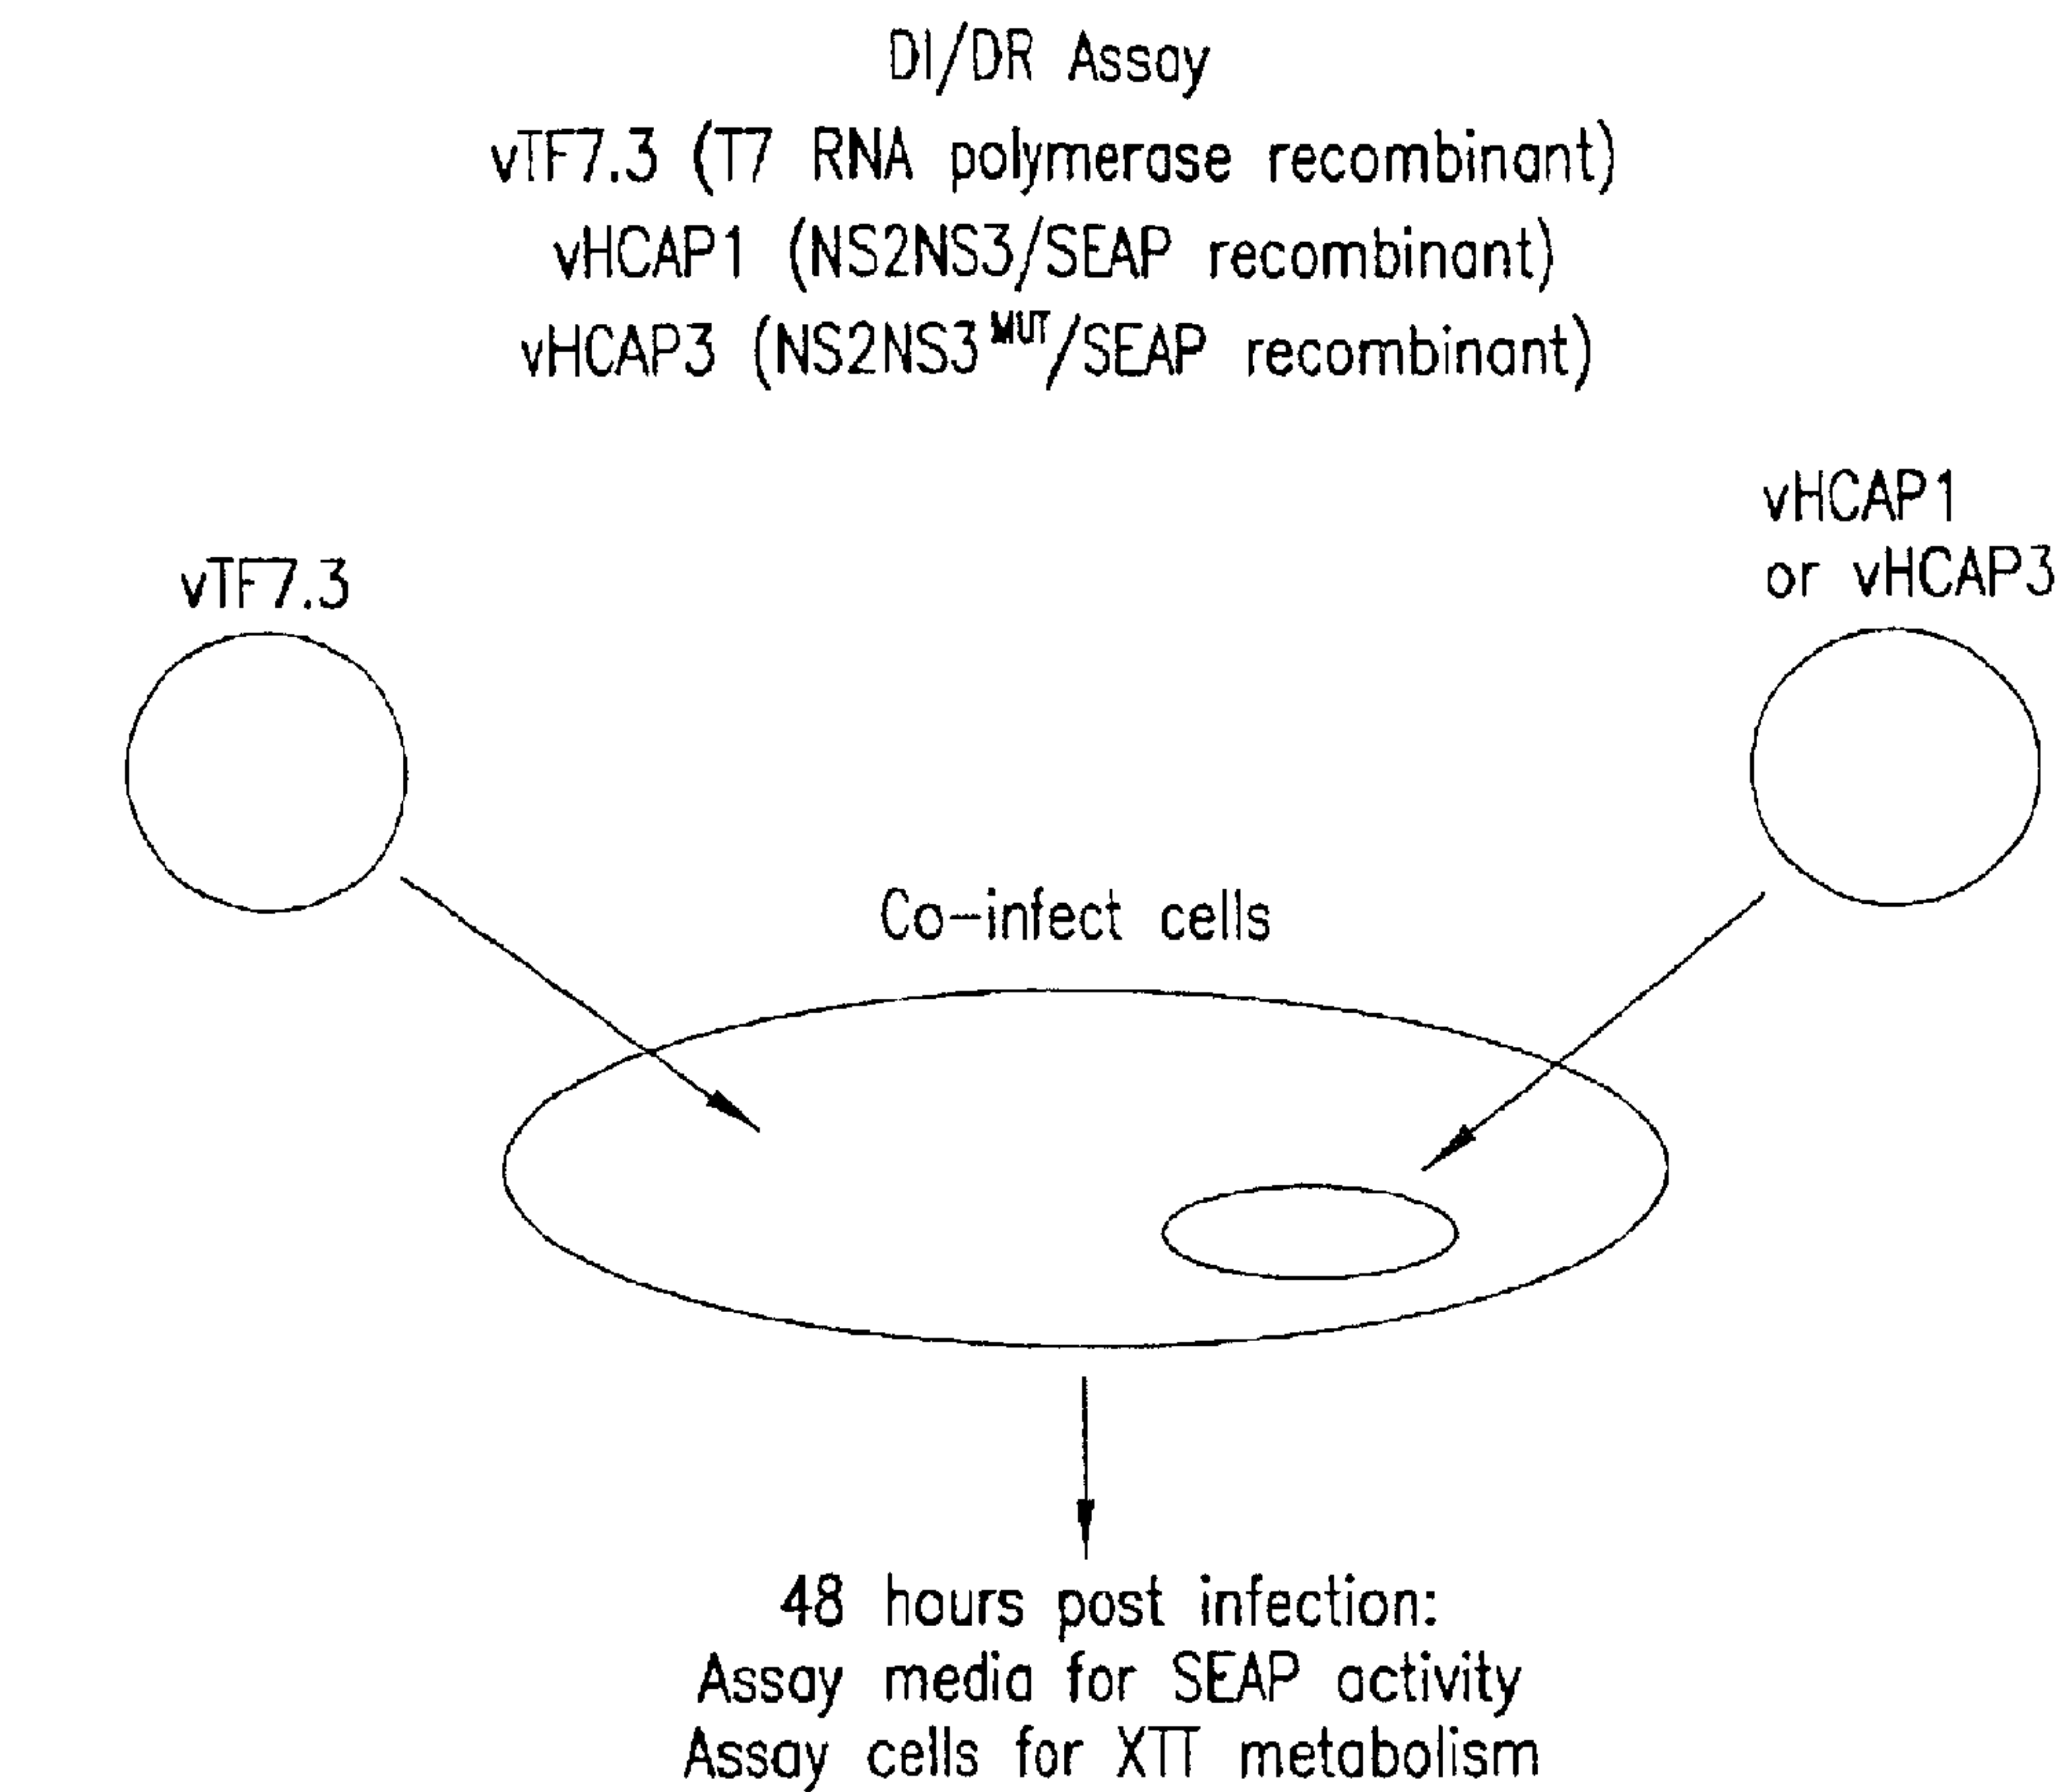 DI/DR Assay
vTF7.3 (T7 RNA polymerase recombinant)
vHCAP1 (NS2NS3/SEAP recombinant)
vHCAP3 (NS2NS3MUT/SEAP recombinant)
vHCAP1
or vHCAP3
vTF7.3
Co-infect cells
48 hours post infection:
Assay media for SEAP activity
Assay cells for XTT metabolism